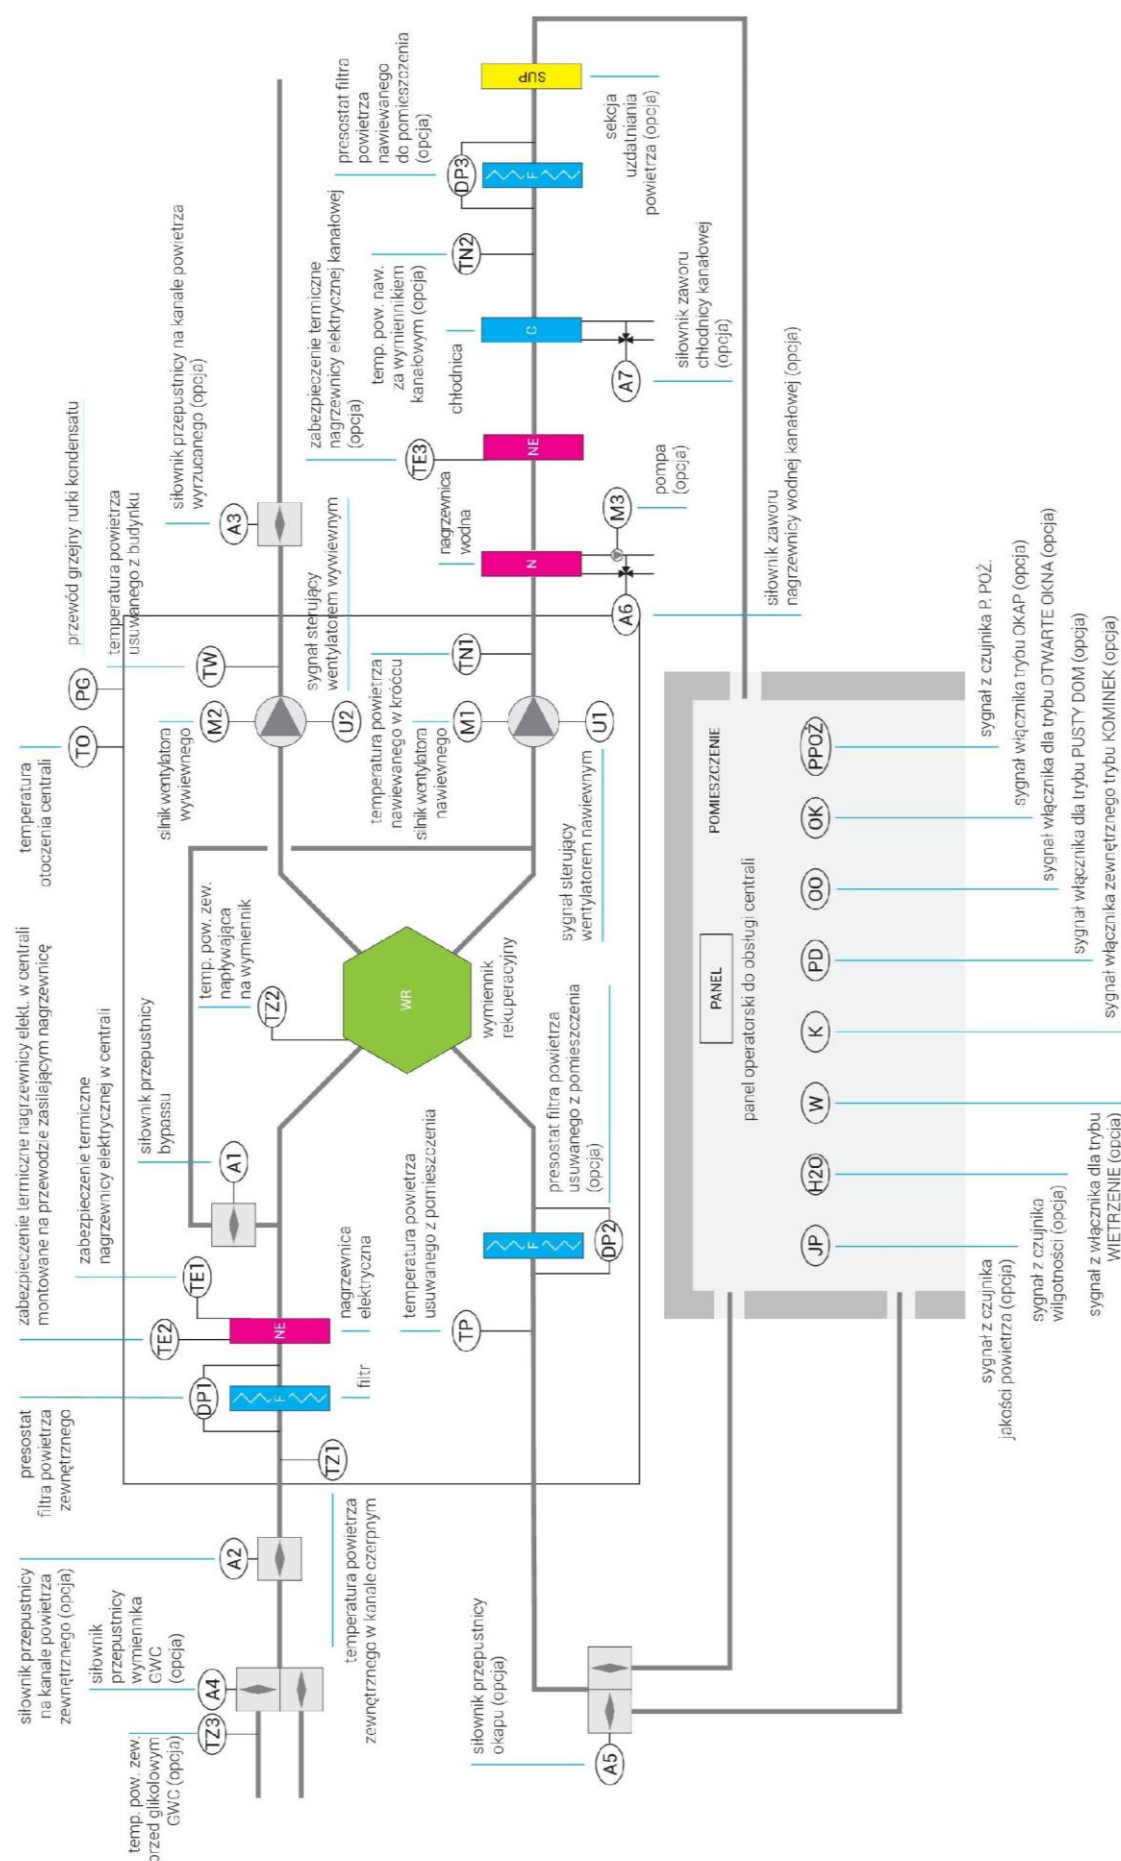 temp. pow. zew.
przed glikolowym
GWC (opcja)
TZ3
siłownik
przepustnicy
wymiennika
GWC
(opcja)
A4
siłownik przepustnicy
na kanale powietrza
zewnętrznego (opcja)
A2
temperatura powietrza
zewnętrznego w kanale czerpnym
TZ1
presostat
filtra powietrza
zewnętrznego
DP1
F
filtr
TE2
zabezpieczenie termiczne nagrzewnicy elekt. w centrali
montowane na przewodzie zasilającym nagrzewnicę
TE1
zabezpieczenie termiczne
nagrzewnicy elektrycznej w centrali
NE
nagrzewnica
elektryczna
siłownik przepustnicy
bypassu
A1
temp. pow. zew.
napływająca
na wymiennik
TZ2
WR
wymiennik
rekuperacyjny
temperatura
otoczenia centrali
TO
PG
przewód grzejny rurki kondensatu
silnik wentylatora
wywiewnego
M2
U2
sygnał sterujący
wentylatorem wywiewnym
TW
temperatura powietrza
usuwanego z budynku
A3
siłownik przepustnicy na kanale powietrza
wyrzucanego (opcja)
siłownik przepustnicy
okapu (opcja)
A5
TP
temperatura powietrza
usuwanego z pomieszczenia
F
DP2
presostat filtra powietrza
usuwanego z pomieszczenia
(opcja)
silnik wentylatora
nawiewnego
M1
U1
sygnał sterujący
wentylatorem nawiewnym
temperatura powietrza
nawiewanego w króćcu
TN1
nagrzewnica
wodna
N
A6
siłownik zaworu
nagrzewnicy wodnej kanałowej (opcja)
M3
pompa
(opcja)
TE3
zabezpieczenie termiczne
nagrzewnicy elektrycznej kanałowej
(opcja)
NE
chłodnica
C
A7
siłownik zaworu
chłodnicy kanałowej
(opcja)
temp. pow. naw.
za wymiennikiem
kanałowym (opcja)
TN2
presostat filtra
powietrza
nawiewanego
do pomieszczenia
(opcja)
DP3
F
SUP
sekcja
uzdatniania
powietrza (opcja)
POMIESZCZENIE
PANEL
panel operatorski do obsługi centrali
JP
H2O
W
K
PD
OO
OK
PPOŻ
sygnał z czujnika
jakości powietrza (opcja)
sygnał z czujnika
wilgotności (opcja)
sygnał z włącznika dla trybu
WIETRZENIE (opcja)
sygnał włącznika zewnętrznego trybu KOMINEK (opcja)
sygnał włącznika dla trybu PUSTY DOM (opcja)
sygnał włącznika dla trybu OTWARTE OKNA (opcja)
sygnał włącznika trybu OKAP (opcja)
sygnał z czujnika P. POŻ.